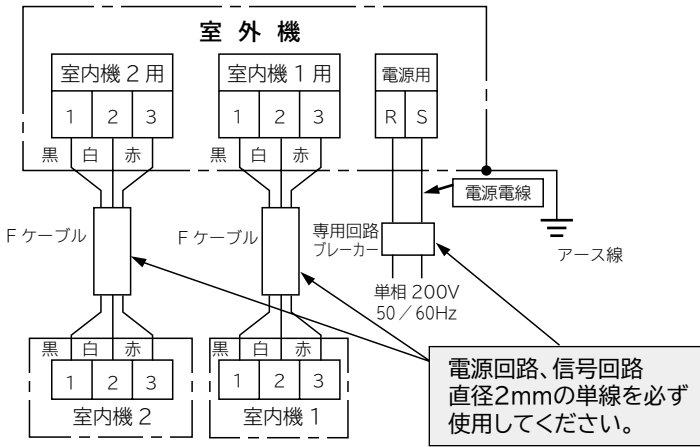 室外機
室内機2用 室内機1用 電源用
1 2 3 1 2 3 R S
黒 白 赤 黒 白 赤
電源電線
Fケーブル Fケーブル 専用回路
ブレーカー
アース線
単相 200V
50／60Hz
黒 白 赤 黒 白 赤
1 2 3 1 2 3
室内機2 室内機1
電源回路、信号回路
直径2mmの単線を必ず
使用してください。